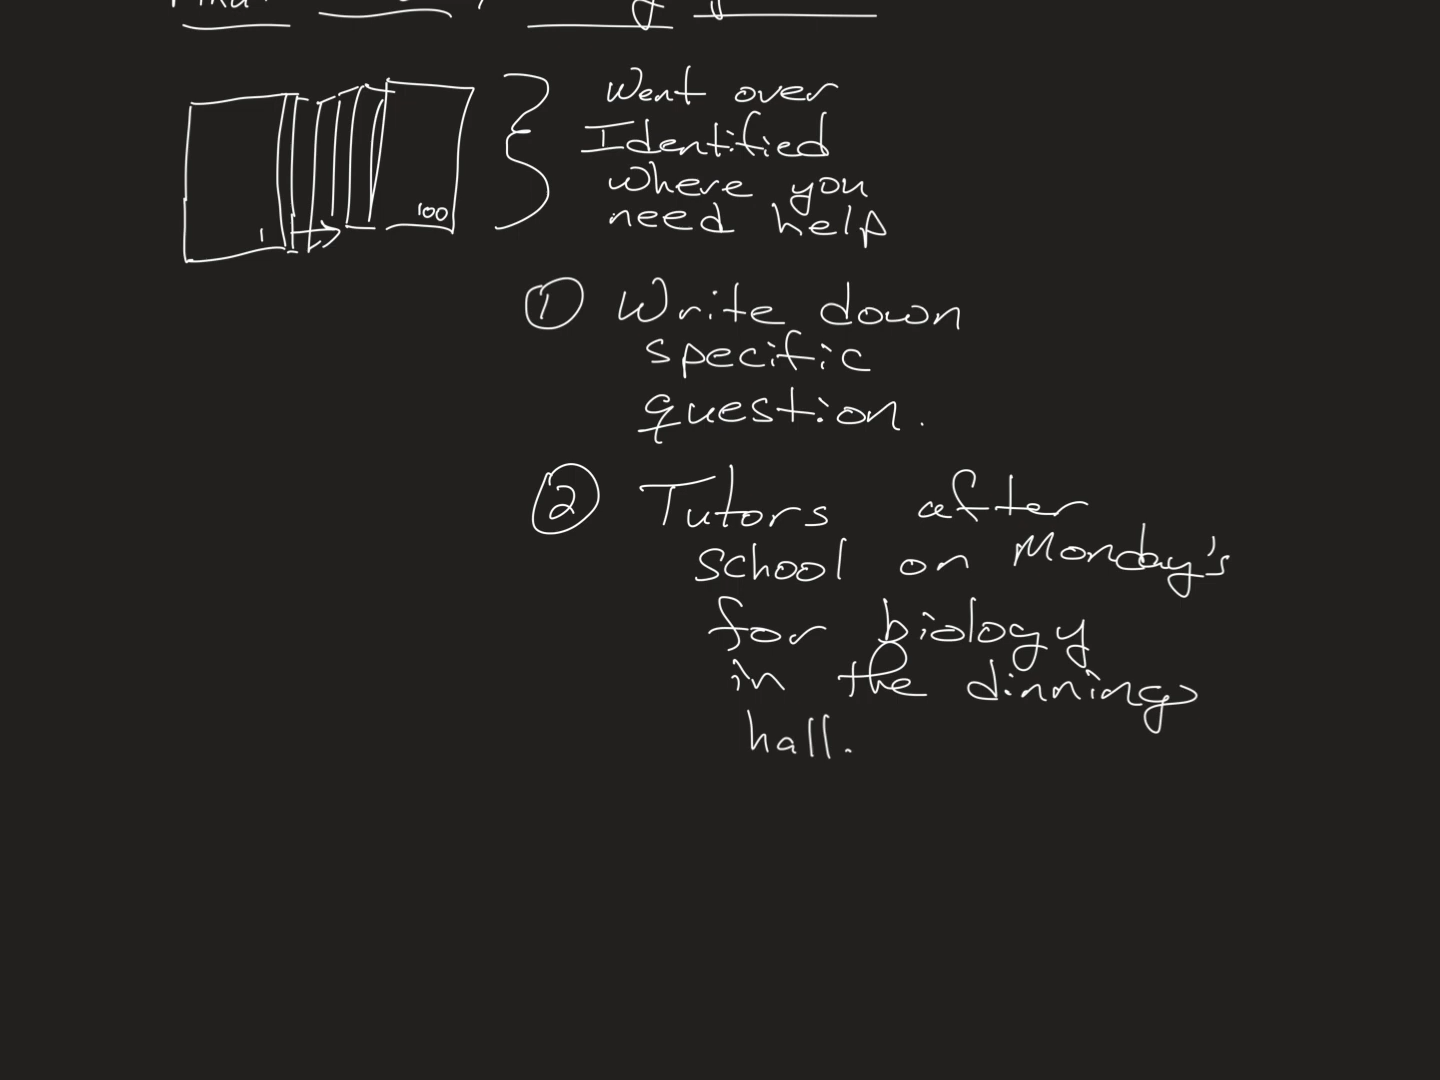 1
100
Went over
Identified
where you
need help
① Write down
specific
question.
② Tutors after
school on Monday's
for biology
in the dinning
hall.